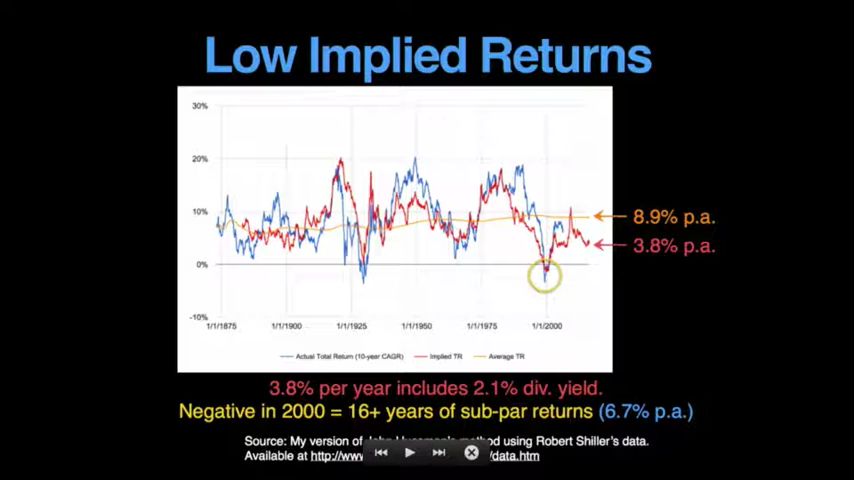 Low Implied Returns
30%
20%
10%
0%
-10%
1/1/1875 1/1/1900 1/1/1925 1/1/1950 1/1/1975 1/1/2000
8.9% p.a.
3.8% p.a.
Actual Total Return (10-year CAGR) Implied TR Average TR
3.8% per year includes 2.1% div. yield.
Negative in 2000 = 16+ years of sub-par returns (6.7% p.a.)
Source: My version of method using Robert Shiller's data.
Available at http://ww /data.htm